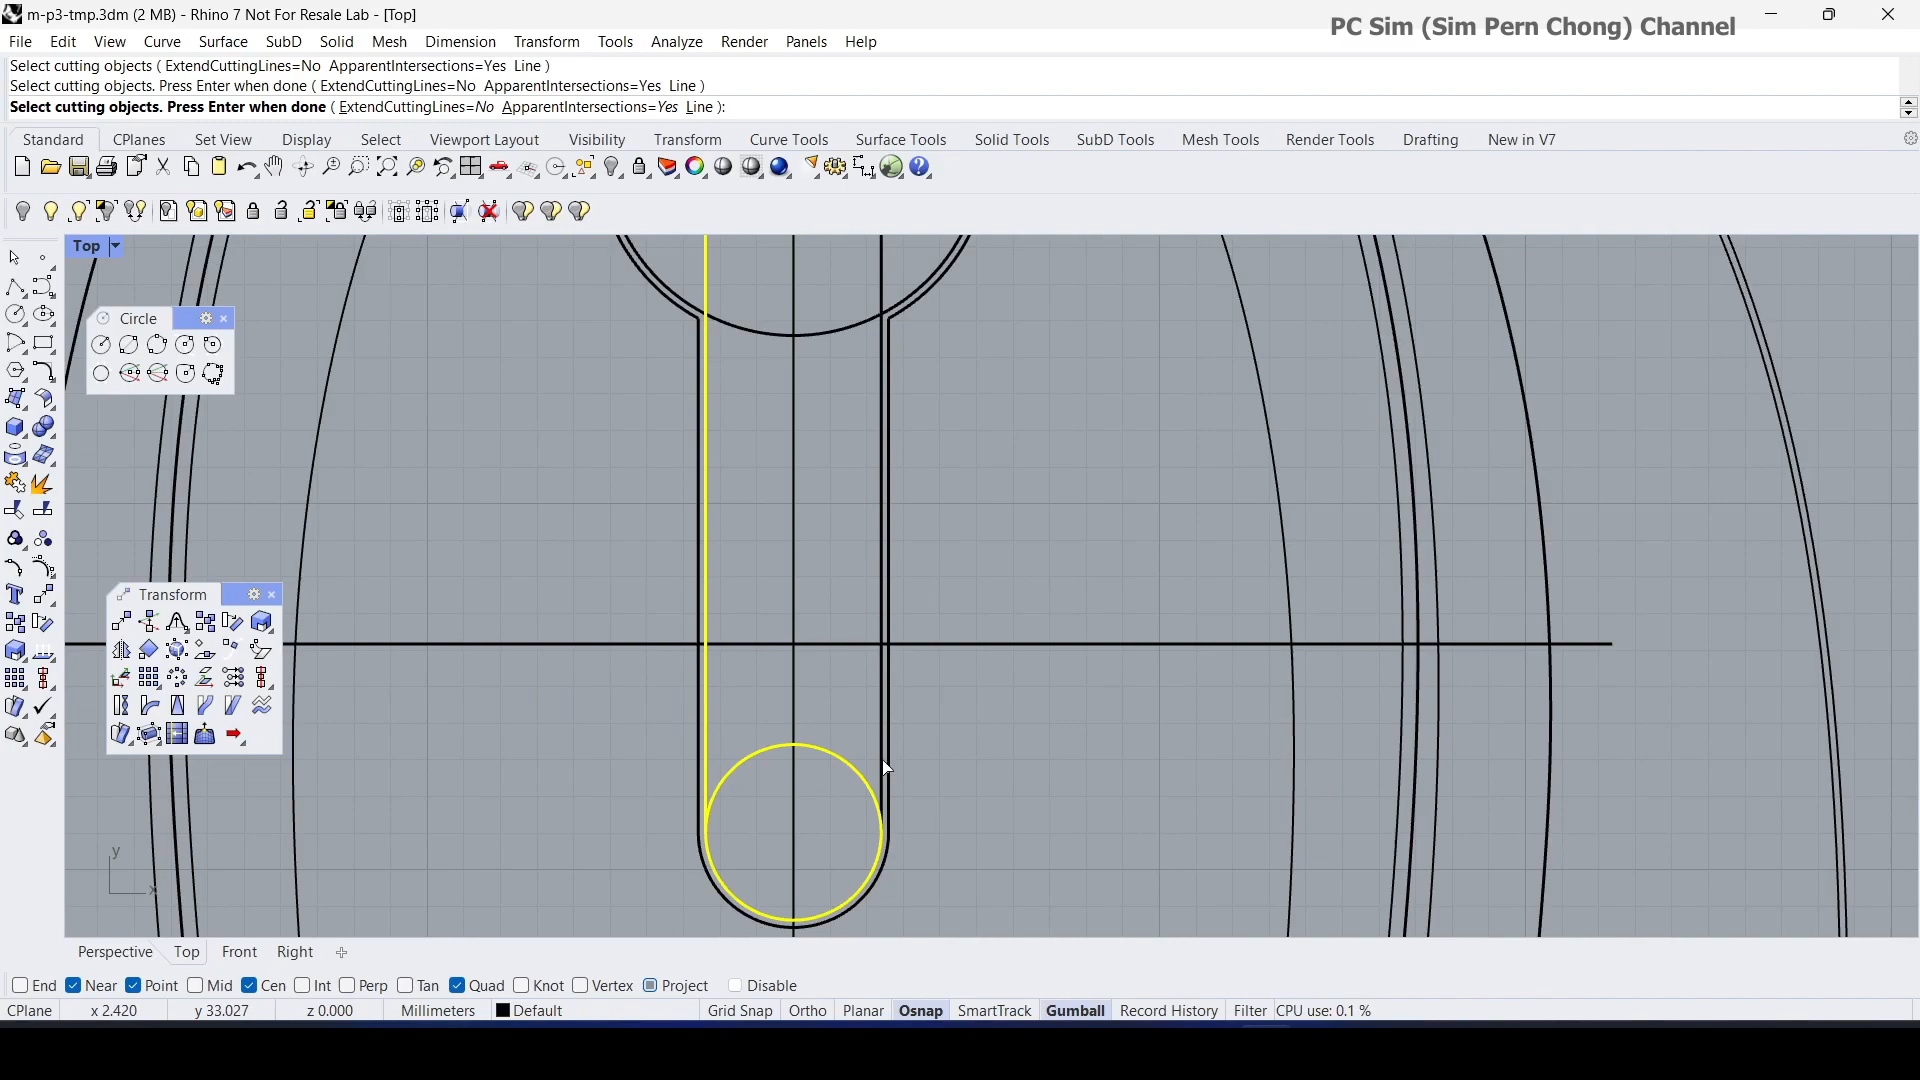 m-p3-tmp.3dm (2 MB) - Rhino 7 Not For Resale Lab - [Top]
PC Sim (Sim Pern Chong) Channel
File Edit View Curve Surface SubD Solid Mesh Dimension Transform Tools Analyze Render Panels Help
Select cutting objects ( ExtendCuttingLines=No ApparentIntersections=Yes Line )
Select cutting objects. Press Enter when done ( ExtendCuttingLines=No ApparentIntersections=Yes Line )
Select cutting objects. Press Enter when done ( ExtendCuttingLines=No ApparentIntersections=Yes Line ):
Standard CPlanes Set View Display Select Viewport Layout Visibility Transform Curve Tools Surface Tools Solid Tools SubD Tools Mesh Tools Render Tools Drafting New in V7
Top
Circle
Transform
y
x
Perspective Top Front Right
End Near Point Mid Cen Int Perp Tan Quad Knot Vertex Project Disable
CPlane x 2.420 y 33.027 z 0.000 Millimeters Default Grid Snap Ortho Planar Osnap SmartTrack Gumball Record History Filter CPU use: 0.1 %